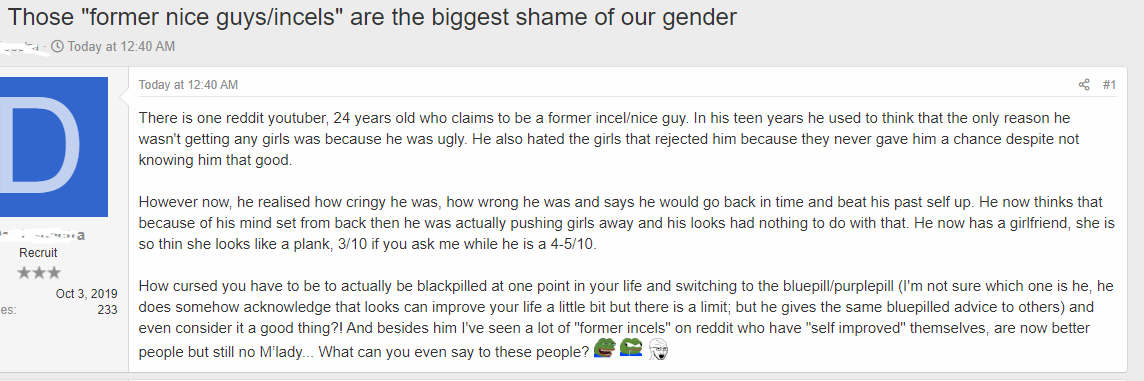 Those "former nice guys/incels" are the biggest shame of our gender
· Today at 12:40 AM
Today at 12:40 AM
#1
D
There is one reddit youtuber, 24 years old who claims to be a former incel/nice guy. In his teen years he used to think that the only reason he
wasn't getting any girls was because he was ugly. He also hated the girls that rejected him because they never gave him a chance despite not
knowing him that good.
However now, he realised how cringy he was, how wrong he was and says he would go back in time and beat his past self up. He now thinks that
because of his mind set from back then he was actually pushing girls away and his looks had nothing to do with that. He now has a girlfriend, she is
so thin she looks like a plank, 3/10 if you ask me while he is a 4-5/10.
How cursed you have to be to actually be blackpilled at one point in your life and switching to the bluepill/purplepill (I'm not sure which one is he, he
does somehow acknowledge that looks can improve your life a little bit but there is a limit; but he gives the same bluepilled advice to others) and
even consider it a good thing?! And besides him I've seen a lot of "former incels" on reddit who have "self improved" themselves, are now better
people but still no M'lady... What can you even say to these people?
Recruit
Oct 3, 2019
es: 233